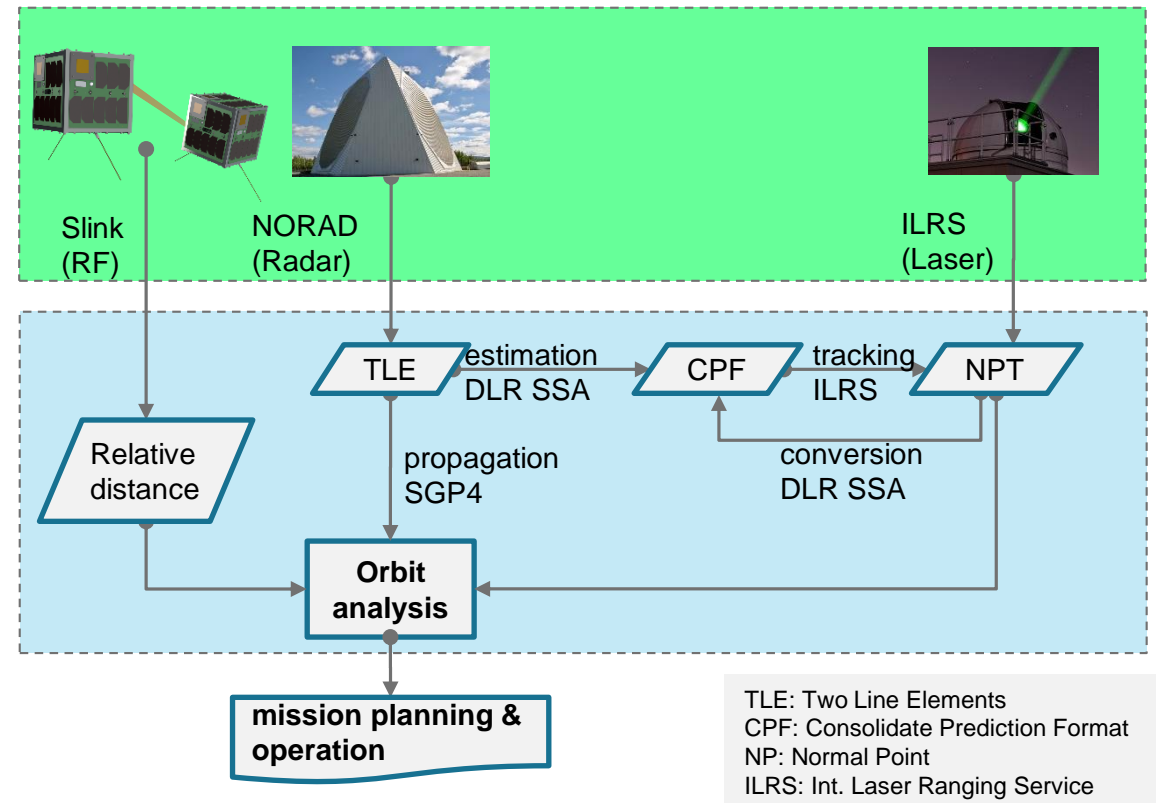 Slink
(RF)
NORAD
(Radar)
ILRS
(Laser)
TLE
estimation
DLR SSA
CPF
tracking
ILRS
NPT
conversion
DLR SSA
Relative
distance
propagation
SGP4
Orbit
analysis
mission planning &
operation
TLE: Two Line Elements
CPF: Consolidate Prediction Format
NP: Normal Point
ILRS: Int. Laser Ranging Service